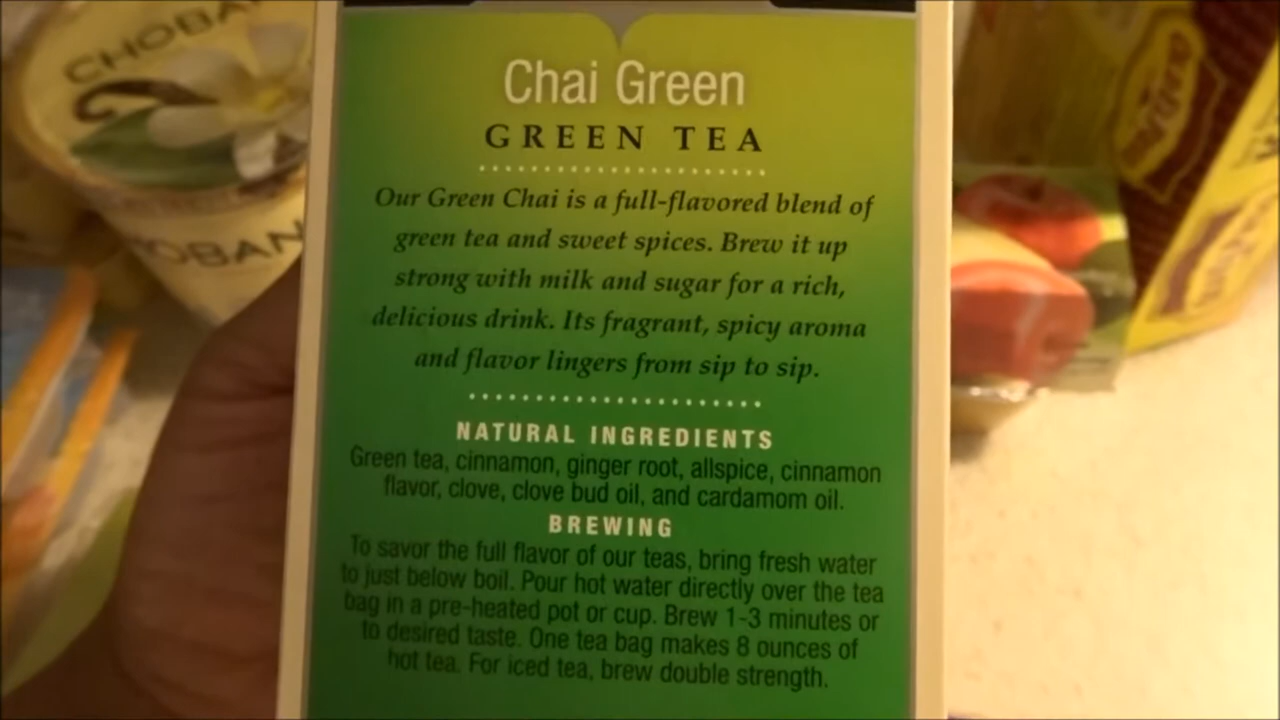 CHOBA
OBAN
Chai Green
GREEN TEA
Our Green Chai is a full-flavored blend of
green tea and sweet spices. Brew it up
strong with milk and sugar for a rich,
delicious drink. Its fragrant, spicy aroma
and flavor lingers from sip to sip.
NATURAL INGREDIENTS
Green tea, cinnamon, ginger root, allspice, cinnamon
flavor, clove, clove bud oil, and cardamom oil.
BREWING
To savor the full flavor of our teas, bring fresh water
to just below boil. Pour hot water directly over the tea
bag in a pre-heated pot or cup. Brew 1-3 minutes or
to desired taste. One tea bag makes 8 ounces of
hot tea. For iced tea, brew double strength.